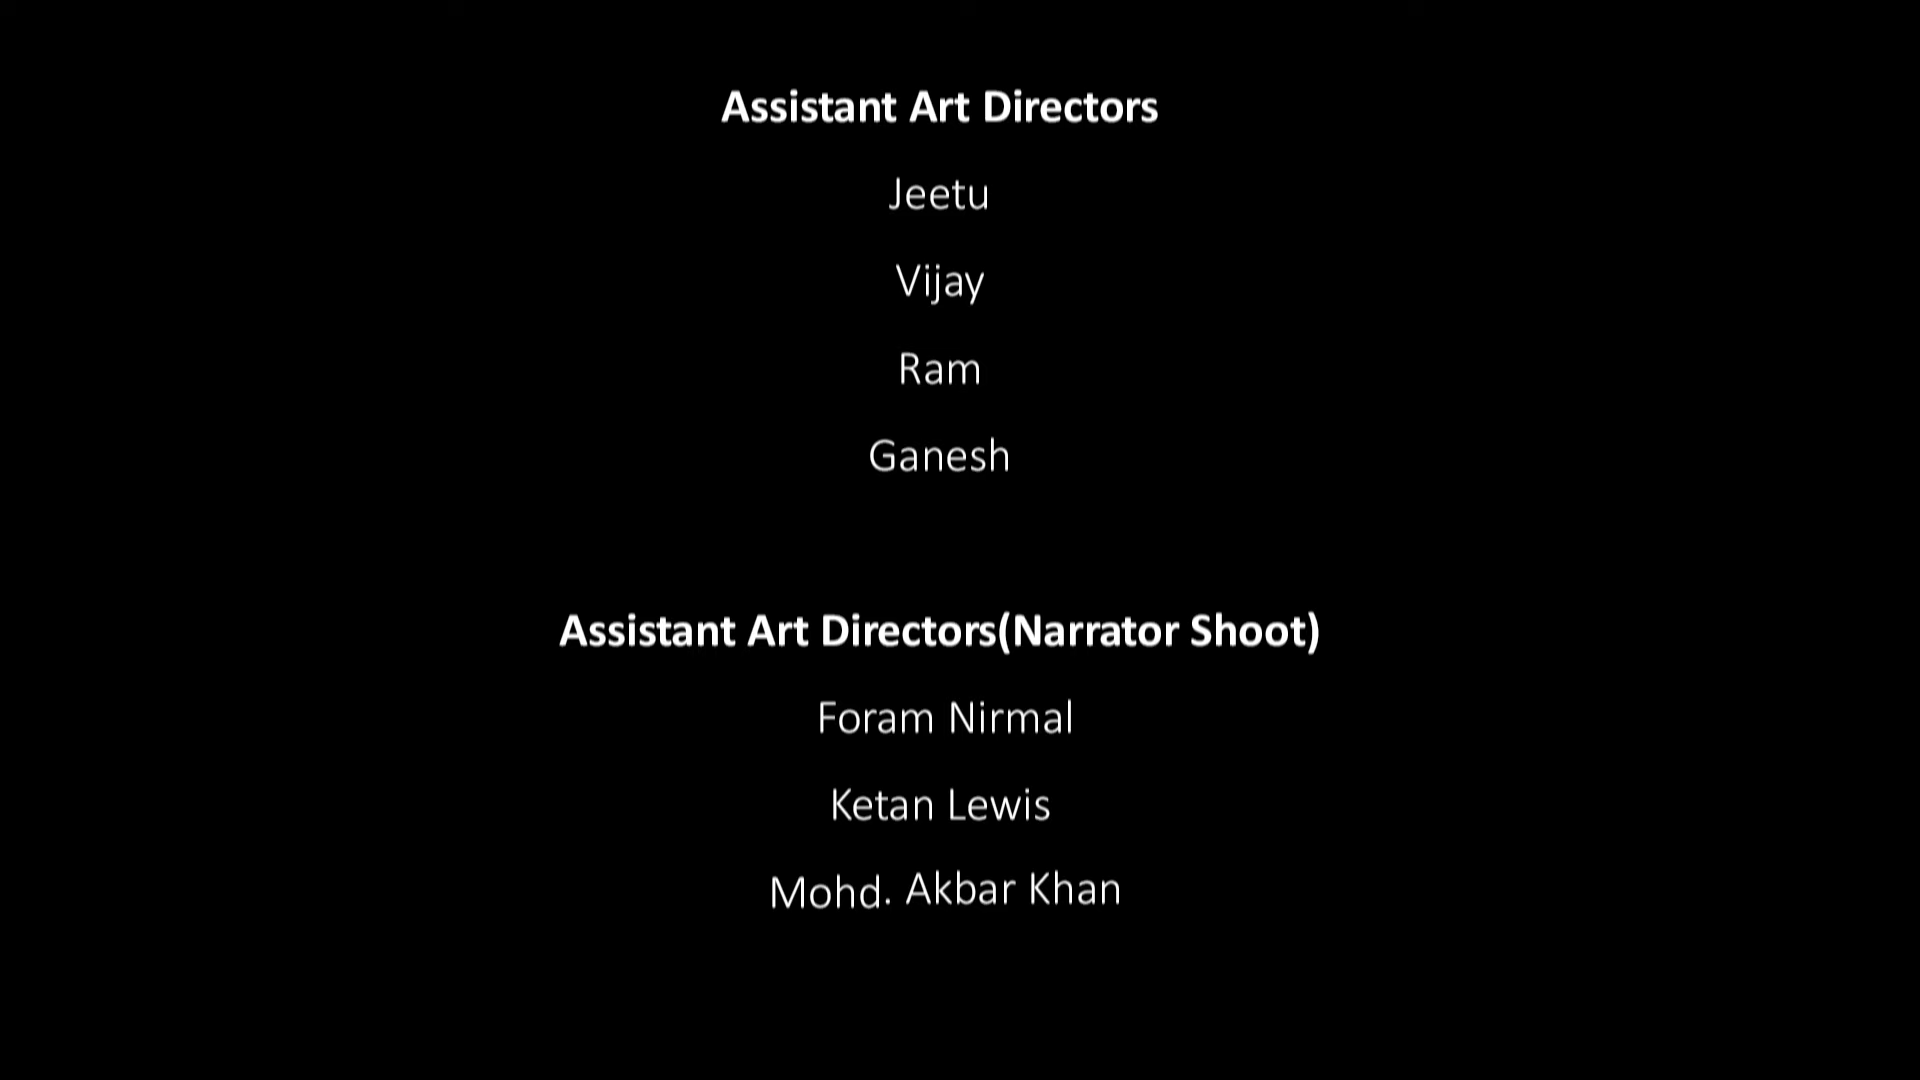 Assistant Art Directors
Jeetu
Vijay
Ram
Ganesh
Assistant Art Directors(Narrator Shoot)
Foram Nirmal
Ketan Lewis
Mohd. Akbar Khan